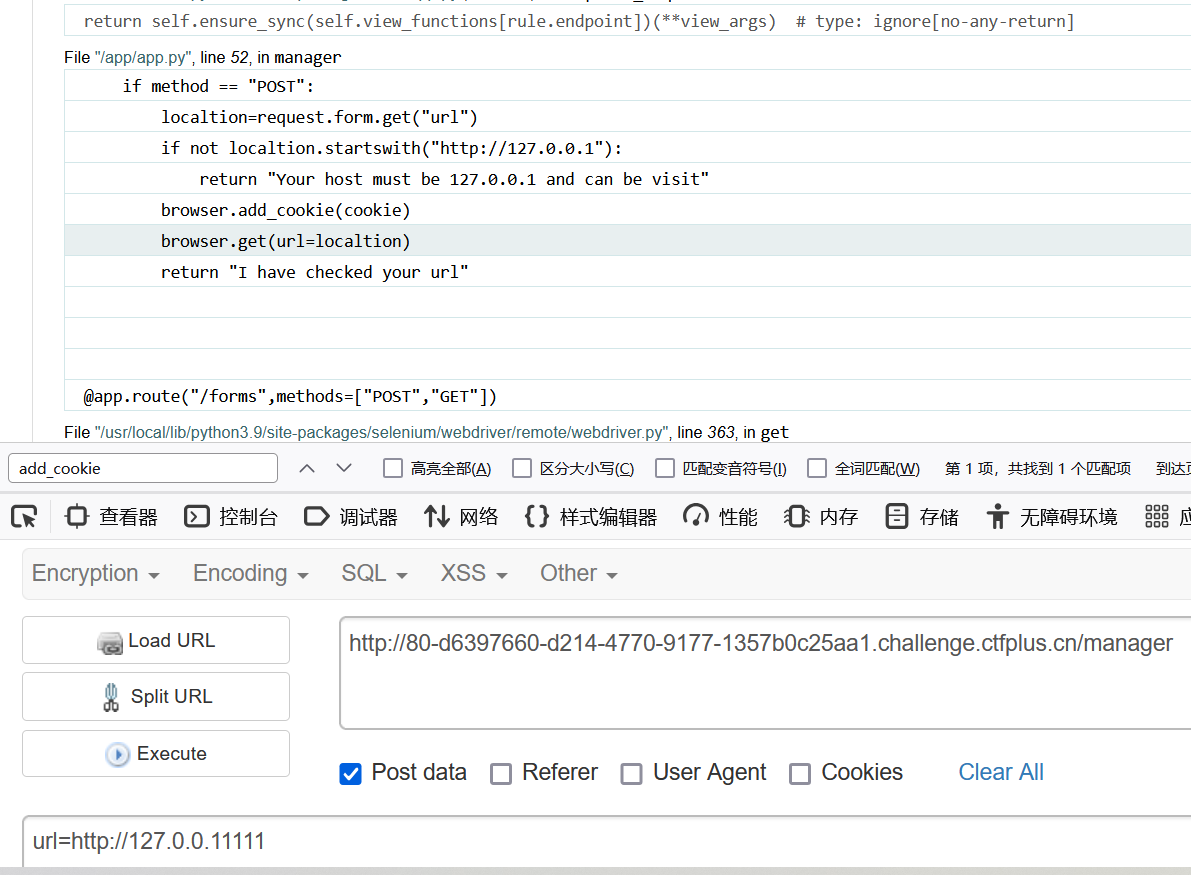 return self.ensure_sync(self.view_functions[rule.endpoint])(**view_args)  # type: ignore[no-any-return]
File "/app/app.py", line 52, in manager
if method == "POST":
localtion=request.form.get("url")
if not localtion.startswith("http://127.0.0.1"):
return "Your host must be 127.0.0.1 and can be visit"
browser.add_cookie(cookie)
browser.get(url=localtion)
return "I have checked your url"
@app.route("/forms",methods=["POST","GET"])
File "/usr/local/lib/python3.9/site-packages/selenium/webdriver/remote/webdriver.py", line 363, in get
add_cookie 高亮全部(A) 区分大小写(C) 匹配变音符号(I) 全词匹配(W) 第 1 项，共找到 1 个匹配项 到达
查看器 控制台 调试器 网络 {} 样式编辑器 性能 内存 存储 无障碍环境
Encryption Encoding SQL XSS Other
Load URL
http://80-d6397660-d214-4770-9177-1357b0c25aa1.challenge.ctfplus.cn/manager
Split URL
Execute
Post data Referer User Agent Cookies Clear All
url=http://127.0.0.11111